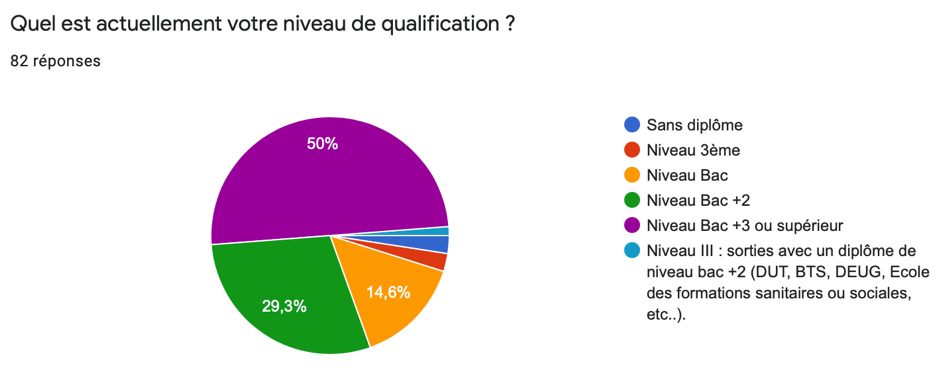 Quel est actuellement votre niveau de qualification ?
82 réponses
50%
29,3%
14,6%
Sans diplôme
Niveau 3ème
Niveau Bac
Niveau Bac +2
Niveau Bac +3 ou supérieur
Niveau III : sorties avec un diplôme de
niveau bac +2 (DUT, BTS, DEUG, Ecole
des formations sanitaires ou sociales,
etc..).